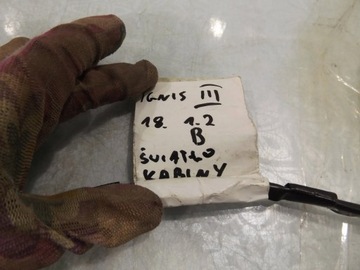 IGNIS III
18. 1.2
B
ŚWIATŁO
KABINY